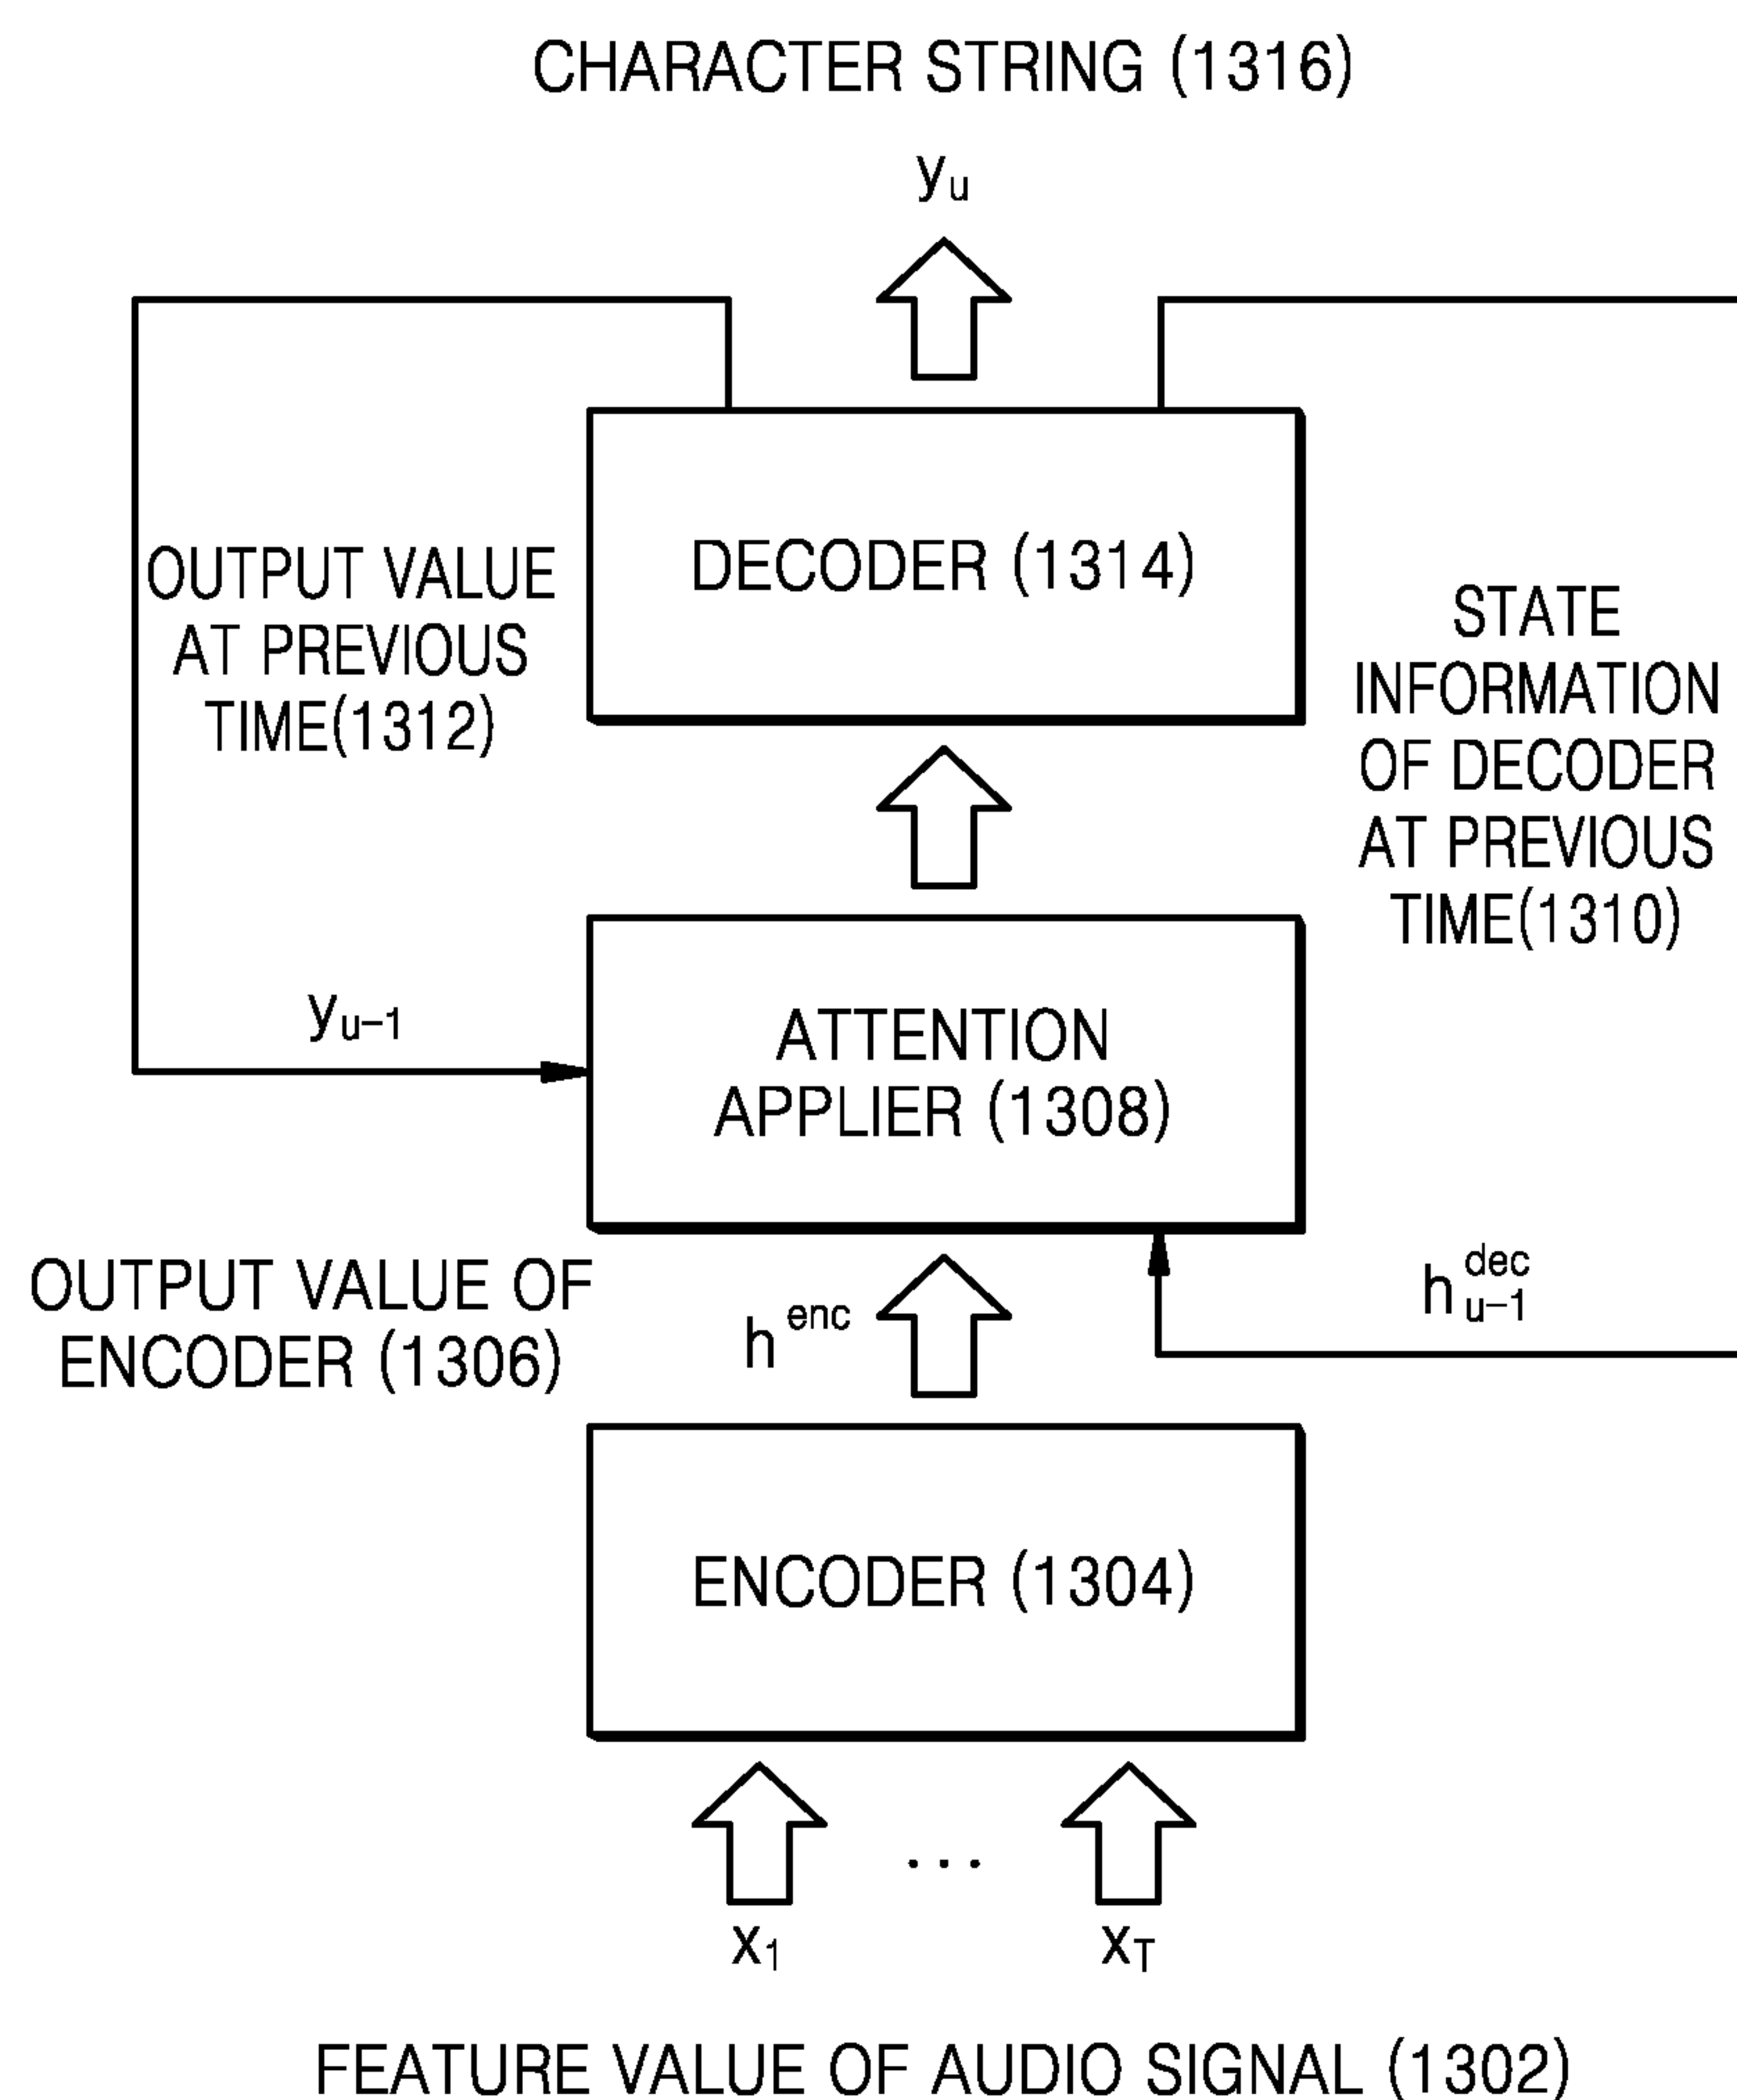 CHARACTER STRING (1316)
yu
DECODER (1314)
OUTPUT VALUE
AT PREVIOUS
TIME(1312)
STATE
INFORMATION
OF DECODER
AT PREVIOUS
TIME(1310)
yu-1
ATTENTION
APPLIER (1308)
OUTPUT VALUE OF
ENCODER (1306)
henc
hdecu-1
ENCODER (1304)
...
x1
xT
FEATURE VALUE OF AUDIO SIGNAL (1302)